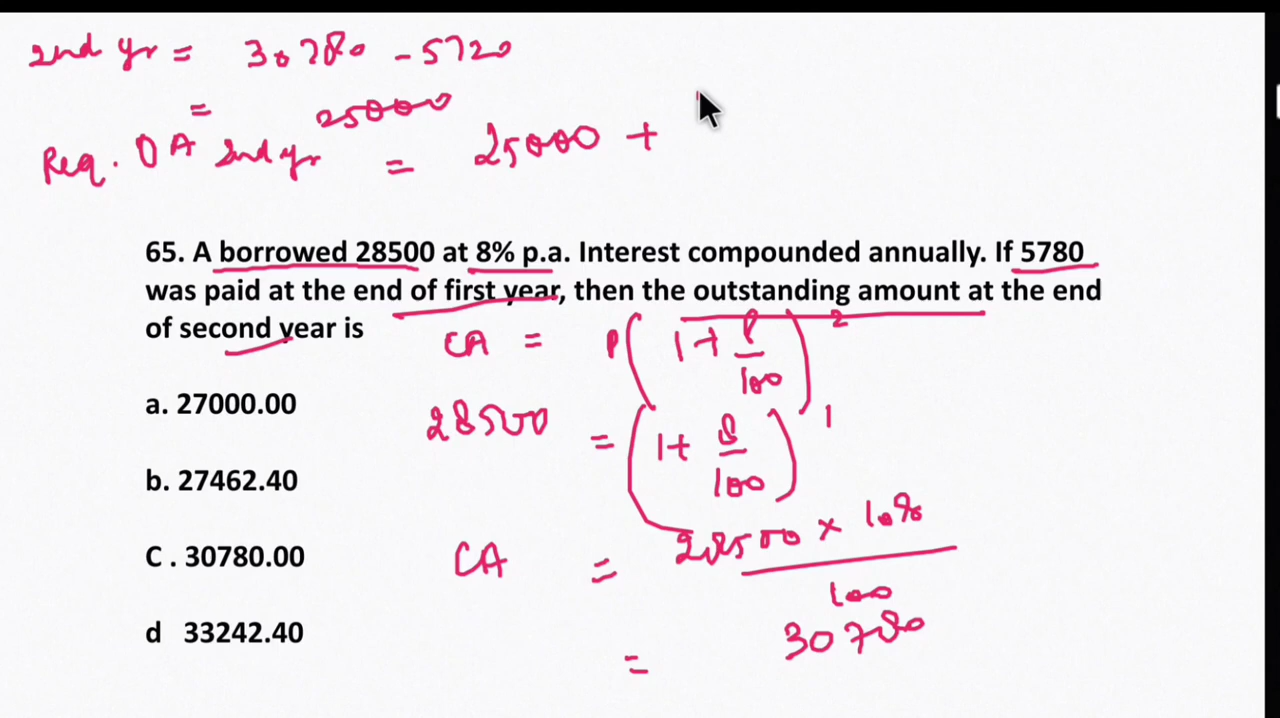 2nd yr = 30780 - 5720
= 25000
Req. OA 2nd yr = 25000 +
65. A borrowed 28500 at 8% p.a. Interest compounded annually. If 5780
was paid at the end of first year, then the outstanding amount at the end
of second year is
CA = P(1+P/100)²
a. 27000.00
28500 = (1+8/100)¹
b. 27462.40
CA = 28500 × 108/100
C . 30780.00
= 30780
d 33242.40